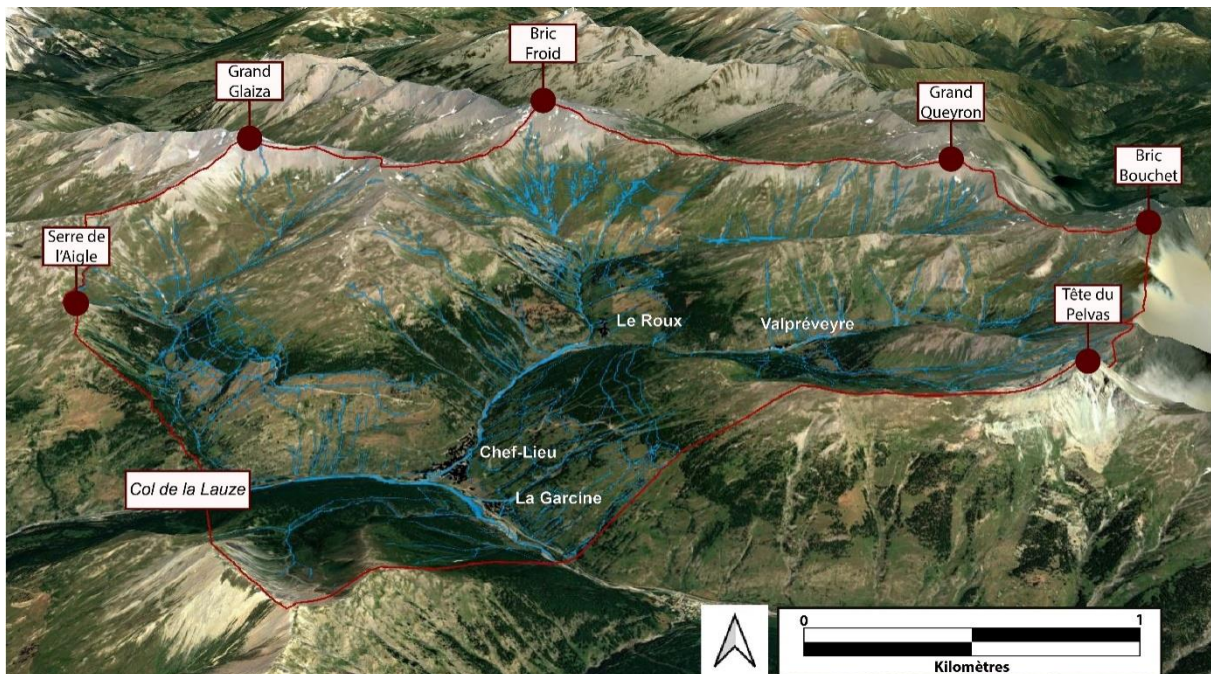 Bric
Froid
Grand
Glaiza
Grand
Queyron
Bric
Bouchet
Serre de
l'Aigle
Tête du
Pelvas
Le Roux
Valpréveyre
Chef-Lieu
La Garcine
Col de la Lauze
0
1
Kilomètres